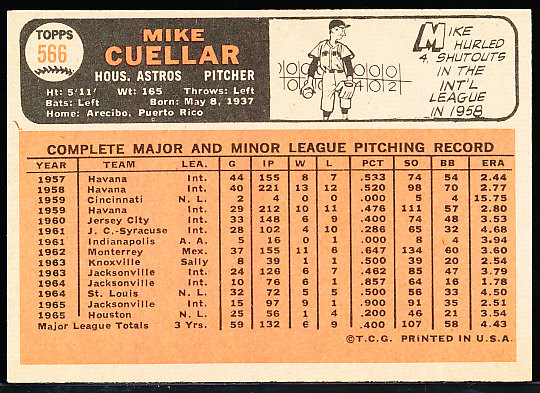 TOPPS
566
MIKE
CUELLAR
HOUS. ASTROS PITCHER
Ht: 5'11" Wt: 165 Throws: Left
Bats: Left Born: May 8, 1937
Home: Arecibo, Puerto Rico
MIKE
HURLED
4 SHUTOUTS
IN THE
INT'L
LEAGUE
IN 1958
COMPLETE MAJOR AND MINOR LEAGUE PITCHING RECORD
YEAR TEAM LEA. G IP W L PCT SO BB ERA
1957 Havana Int. 44 155 8 7 .533 74 54 2.44
1958 Havana Int. 40 221 13 12 .520 98 70 2.77
1959 Cincinnati N. L. 2 4 0 0 .000 5 4 15.75
1959 Havana Int. 29 212 10 11 .476 111 57 2.80
1960 Jersey City Int. 33 148 6 9 .400 74 48 3.53
1961 J. C.-Syracuse Int. 28 102 4 10 .286 65 32 4.68
1961 Indianapolis A. A. 5 16 0 1 .000 8 4 3.94
1962 Monterrey Mex. 37 155 11 6 .647 134 60 3.60
1963 Knoxville Sally 8 39 1 1 .500 39 20 2.54
1963 Jacksonville Int. 24 126 6 7 .462 85 47 3.79
1964 Jacksonville Int. 10 76 6 1 .857 64 16 1.78
1964 St. Louis N. L. 32 72 5 5 .500 56 33 4.50
1965 Jacksonville Int. 15 97 9 1 .900 91 35 2.51
1965 Houston N. L. 25 56 1 4 .200 46 21 3.54
Major League Totals 3 Yrs. 59 132 6 9 .400 107 58 4.43
©T.C.G. PRINTED IN U.S.A.